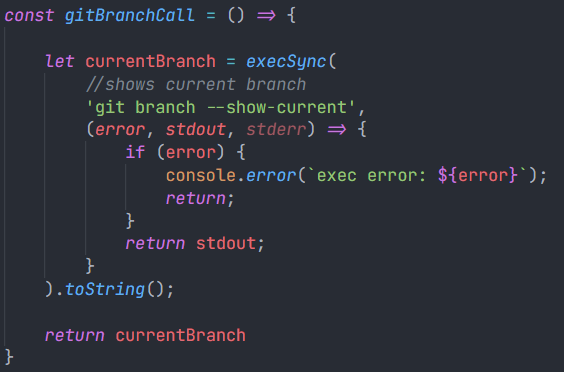 const gitBranchCall = () => {
let currentBranch = execSync(
//shows current branch
'git branch --show-current',
(error, stdout, stderr) => {
if (error) {
console.error(`exec error: ${error}`);
return;
}
return stdout;
}
).toString();
return currentBranch
}